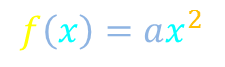 f(x) = ax²